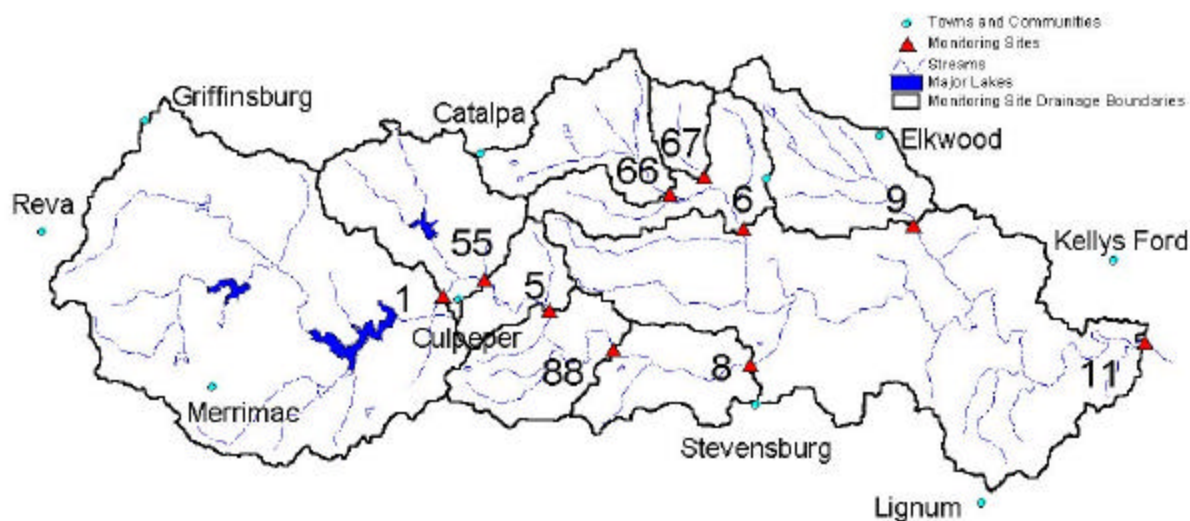 Towns and Communities
Monitoring Sites
Streams
Major Lakes
Monitoring Site Drainage Boundaries
Griffinsburg
Catalpa
Elkwood
67
66
Reva
6
9
55
Kellys Ford
1
5
Culpeper
88
8
11
Merrimac
Stevensburg
Lignum